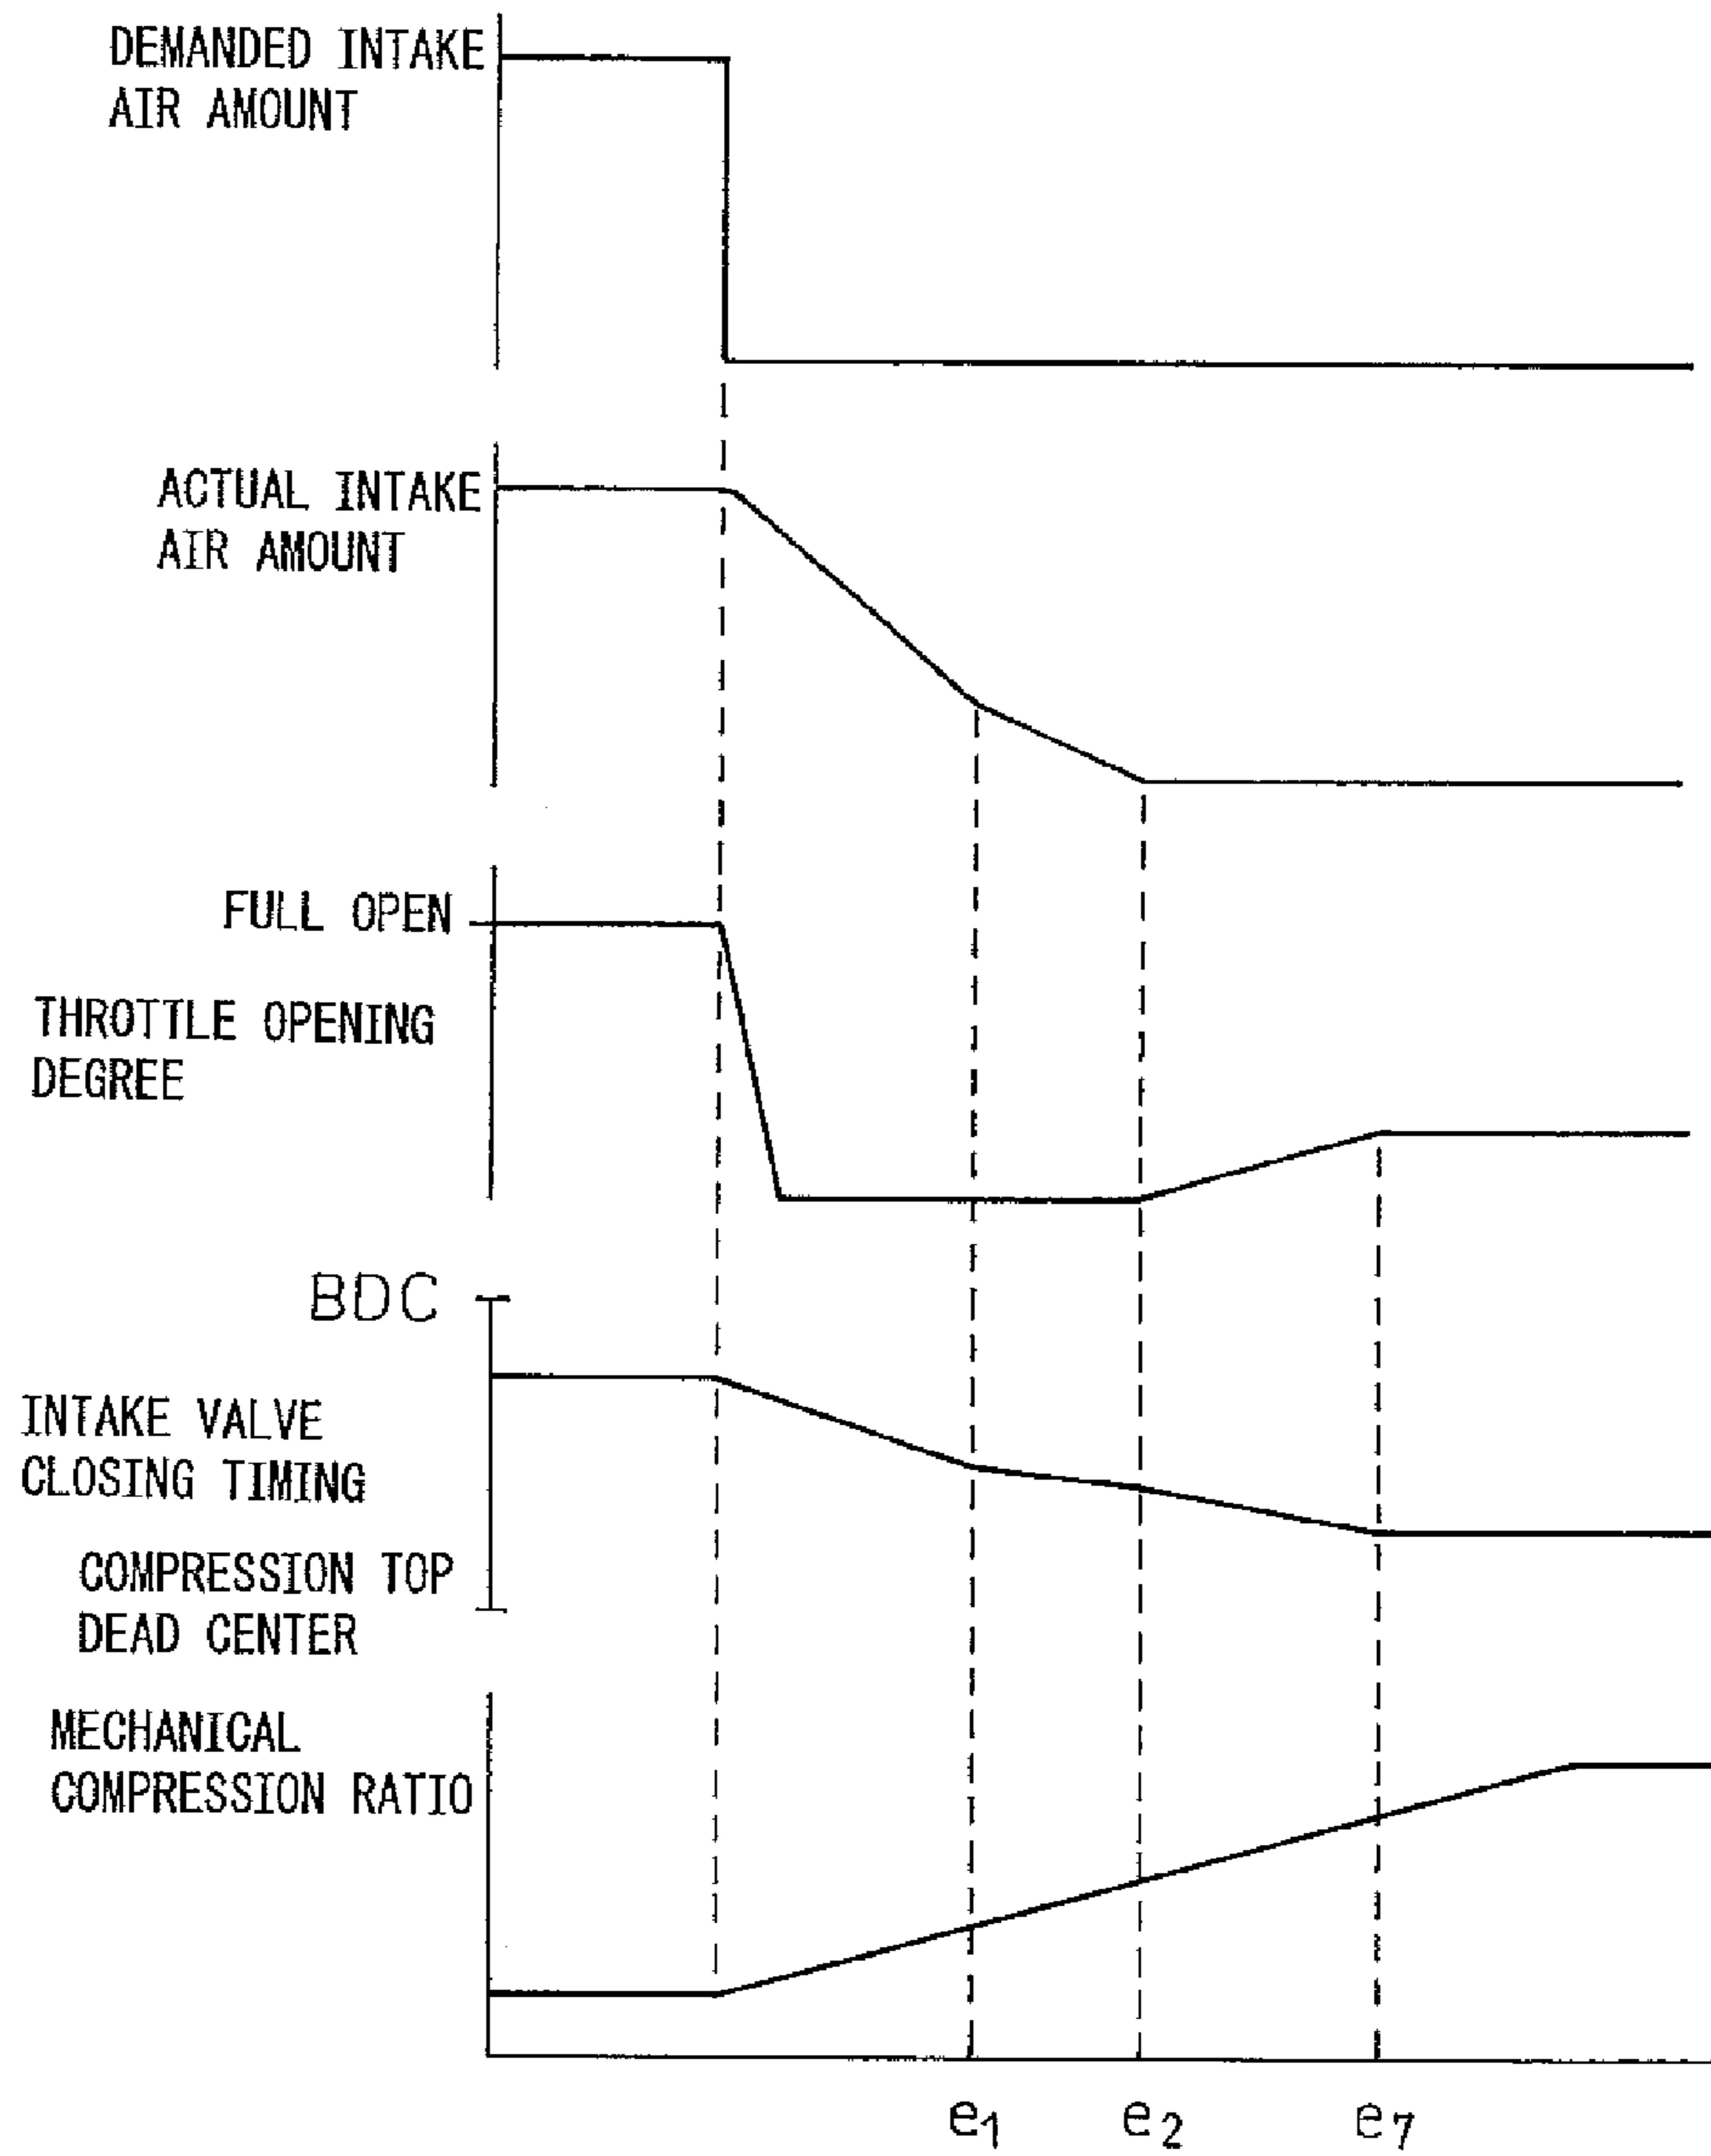 DEMANDED INTAKE
AIR AMOUNT
ACTUAL INTAKE
AIR AMOUNT
FULL OPEN
THROTTLE OPENING
DEGREE
BDC
INTAKE VALVE
CLOSING TIMING
COMPRESSION TOP
DEAD CENTER
MECHANICAL
COMPRESSION RATIO
e1 e2 e7